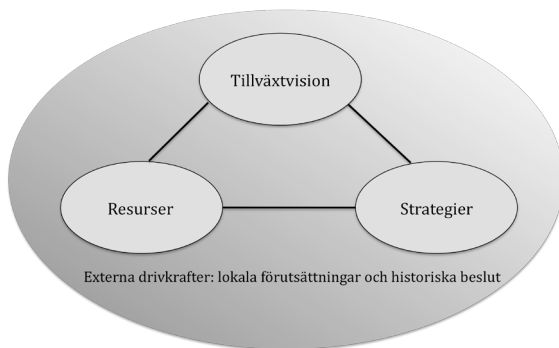 Tillväxtvision
Resurser
Strategier
Externa drivkrafter: lokala förutsättningar och historiska beslut